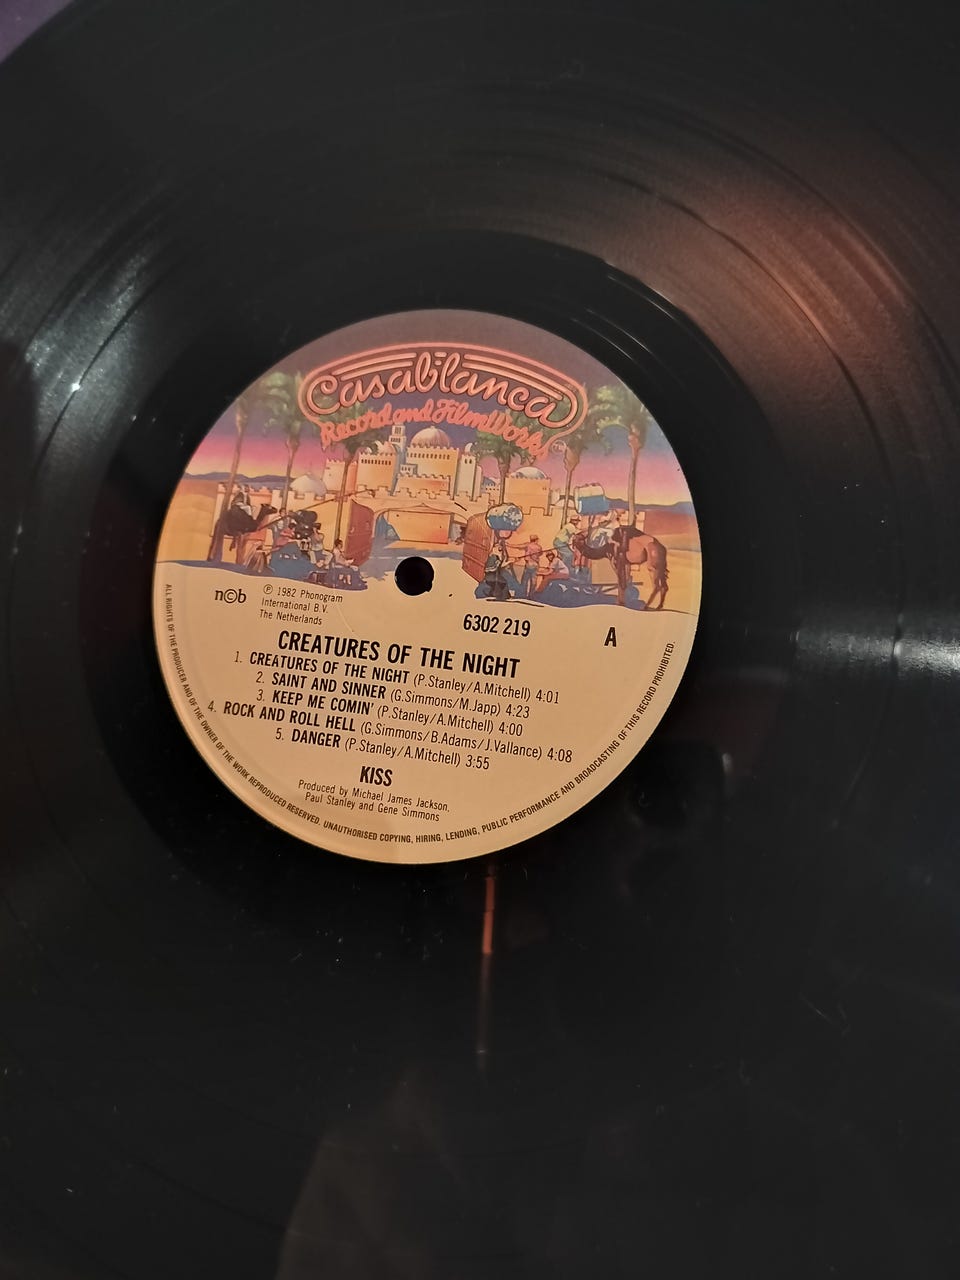 Casablanca
Record and FilmWorks
TM
n©b
℗ 1982 Phonogram
International B.V.
The Netherlands
6302 219
A
CREATURES OF THE NIGHT
1. CREATURES OF THE NIGHT (P.Stanley/A.Mitchell) 4:01
2. SAINT AND SINNER (G.Simmons/M.Japp) 4:23
3. KEEP ME COMIN' (P.Stanley/A.Mitchell) 4:00
4. ROCK AND ROLL HELL (G.Simmons/B.Adams/J.Vallance) 4:08
5. DANGER (P.Stanley/A.Mitchell) 3:55
KISS
Produced by Michael James Jackson,
Paul Stanley and Gene Simmons
ALL RIGHTS OF THE PRODUCER AND OF THE OWNER OF THE WORK REPRODUCED RESERVED. UNAUTHORISED COPYING, HIRING, LENDING, PUBLIC PERFORMANCE AND BROADCASTING OF THIS RECORD PROHIBITED.